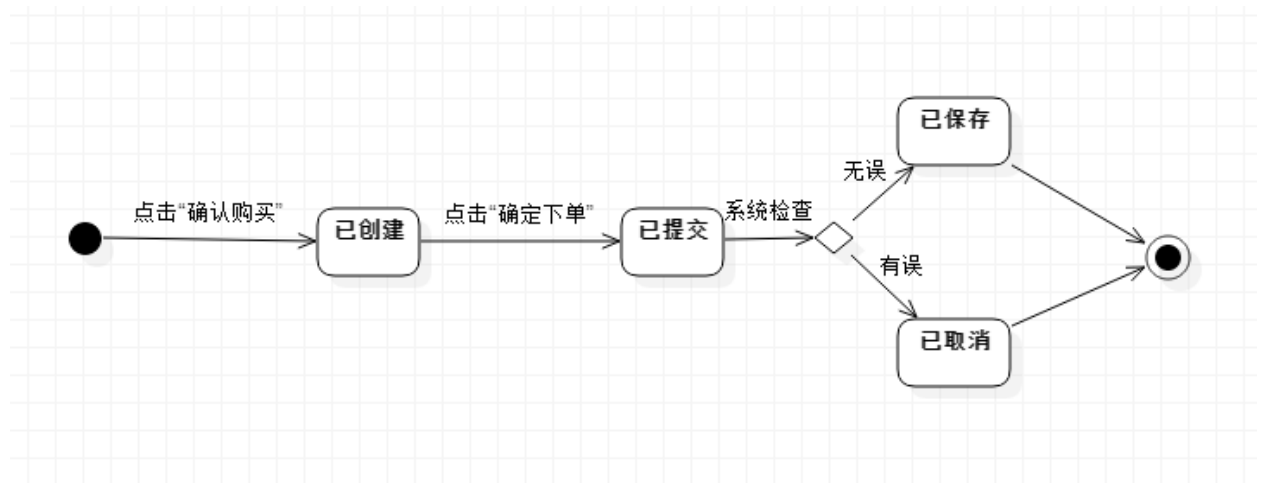 点击“确认购买”
已创建
点击“确定下单”
已提交
系统检查
无误
已保存
有误
已取消